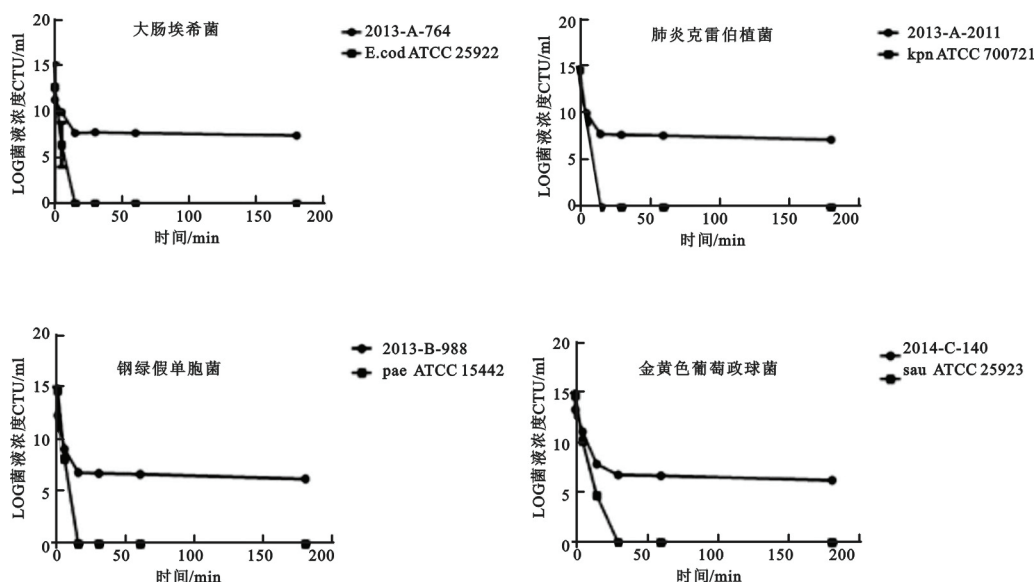 大肠埃希菌
2013-A-764
E.cod ATCC 25922
LOG菌液浓度CTU/ml
20
15
10
5
0
0 50 100 150 200
时间/min
肺炎克雷伯植菌
2013-A-2011
kpn ATCC 700721
LOG菌液浓度CTU/ml
20
15
10
5
0
0 50 100 150 200
时间/min
钢绿假单胞菌
2013-B-988
pae ATCC 15442
LOG菌液浓度CTU/ml
20
15
10
5
0
0 50 100 150 200
时间/min
金黄色葡萄政球菌
2014-C-140
sau ATCC 25923
LOG菌液浓度CTU/ml
20
15
10
5
0
0 50 100 150 200
时间/min